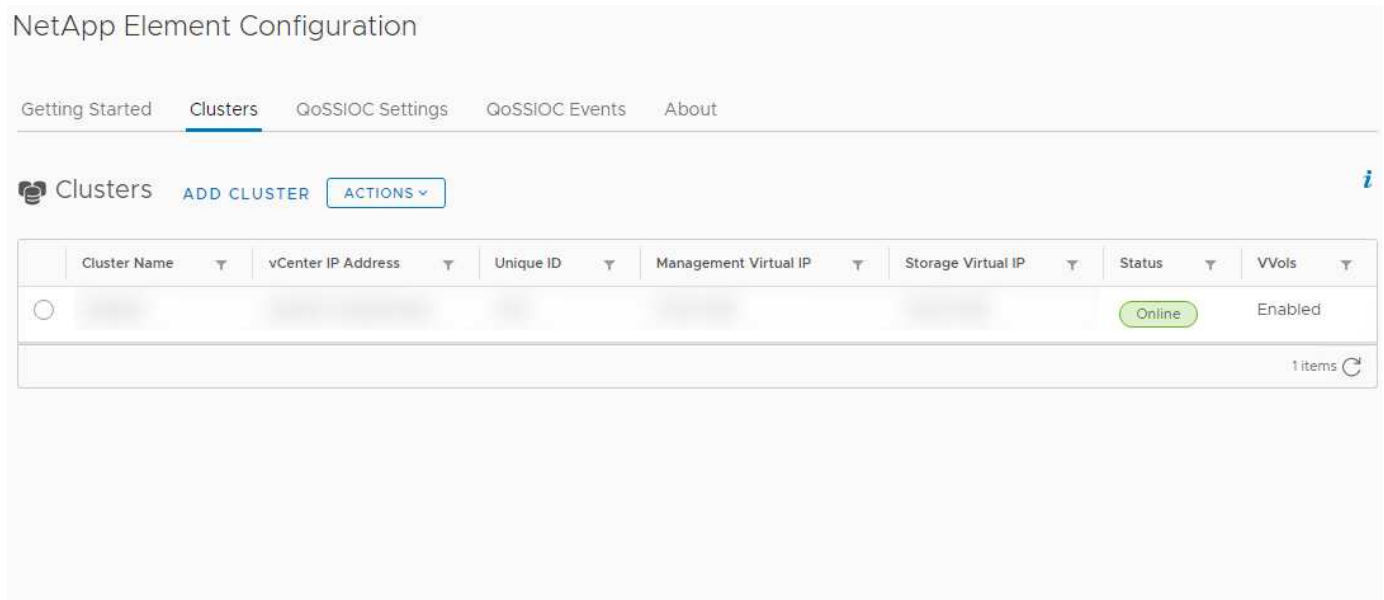 NetApp Element Configuration
Getting Started Clusters QoSSIOC Settings QoSSIOC Events About
Clusters ADD CLUSTER ACTIONS
i
Cluster Name vCenter IP Address Unique ID Management Virtual IP Storage Virtual IP Status VVols
Online Enabled
1 items